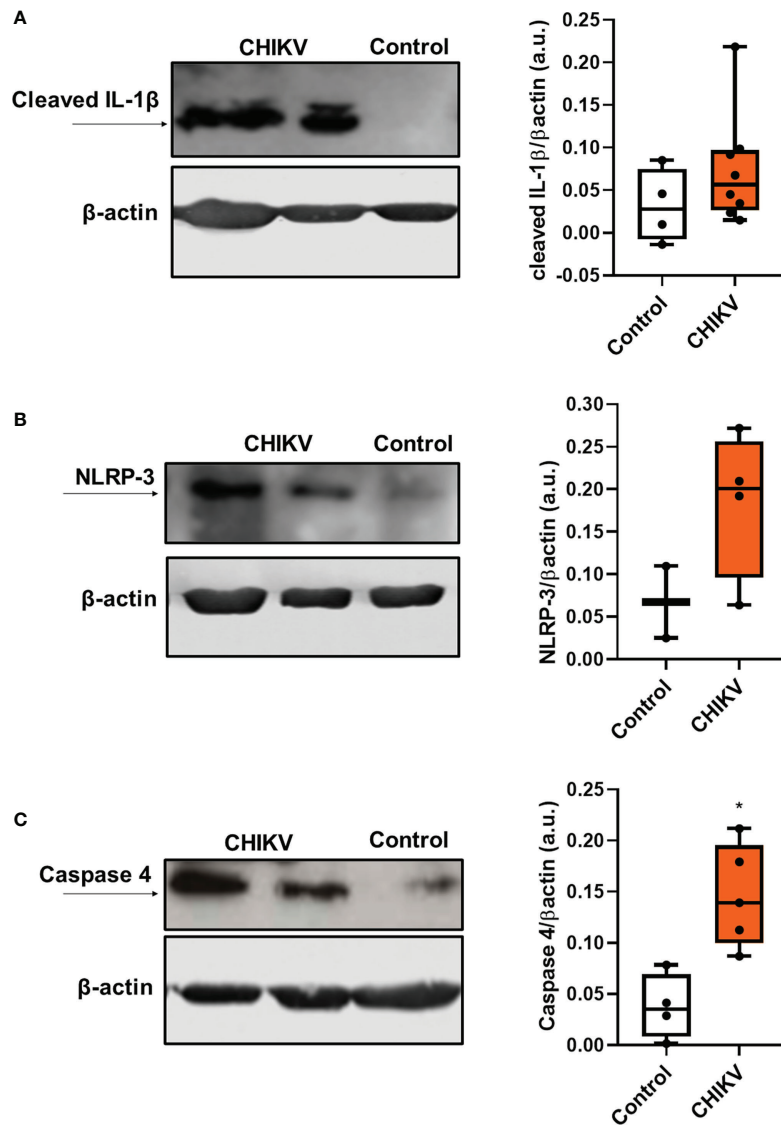 A
CHIKV Control
Cleaved IL-1β
β-actin
cleaved IL-1β/βactin (a.u.)
0.25
0.20
0.15
0.10
0.05
0.00
-0.05
Control
CHIKV
B
CHIKV Control
NLRP-3
β-actin
NLRP-3/βactin (a.u.)
0.30
0.25
0.20
0.15
0.10
0.05
0.00
Control
CHIKV
C
CHIKV Control
Caspase 4
β-actin
Caspase 4/βactin (a.u.)
0.25
0.20
0.15
0.10
0.05
0.00
*
Control
CHIKV